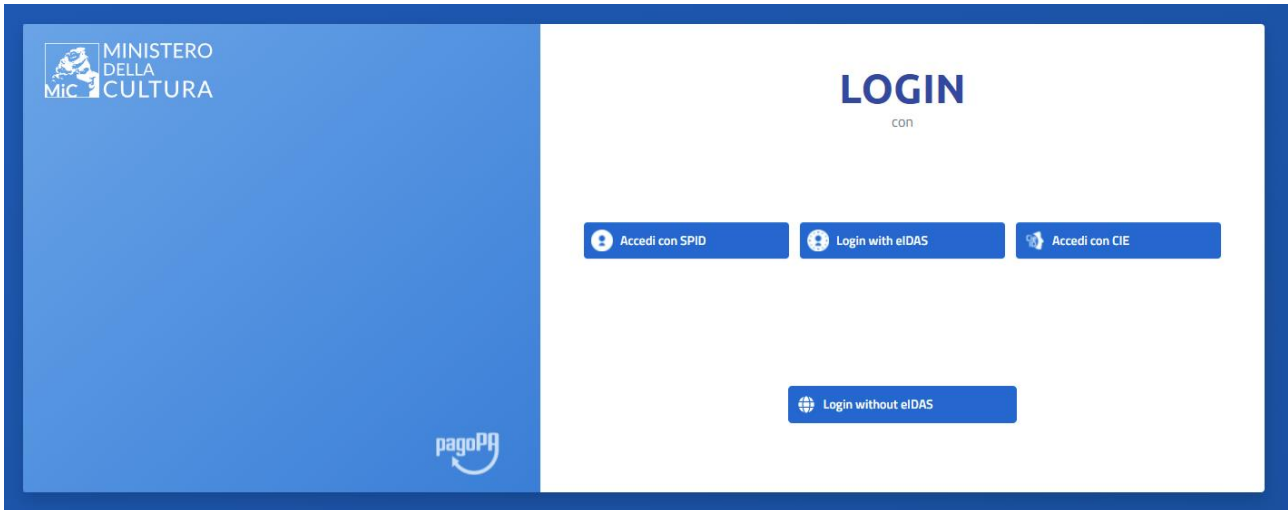 MINISTERO
DELLA
CULTURA
MiC
LOGIN
con
Accedi con SPID
Login with eIDAS
Accedi con CIE
Login without eIDAS
pagoPA